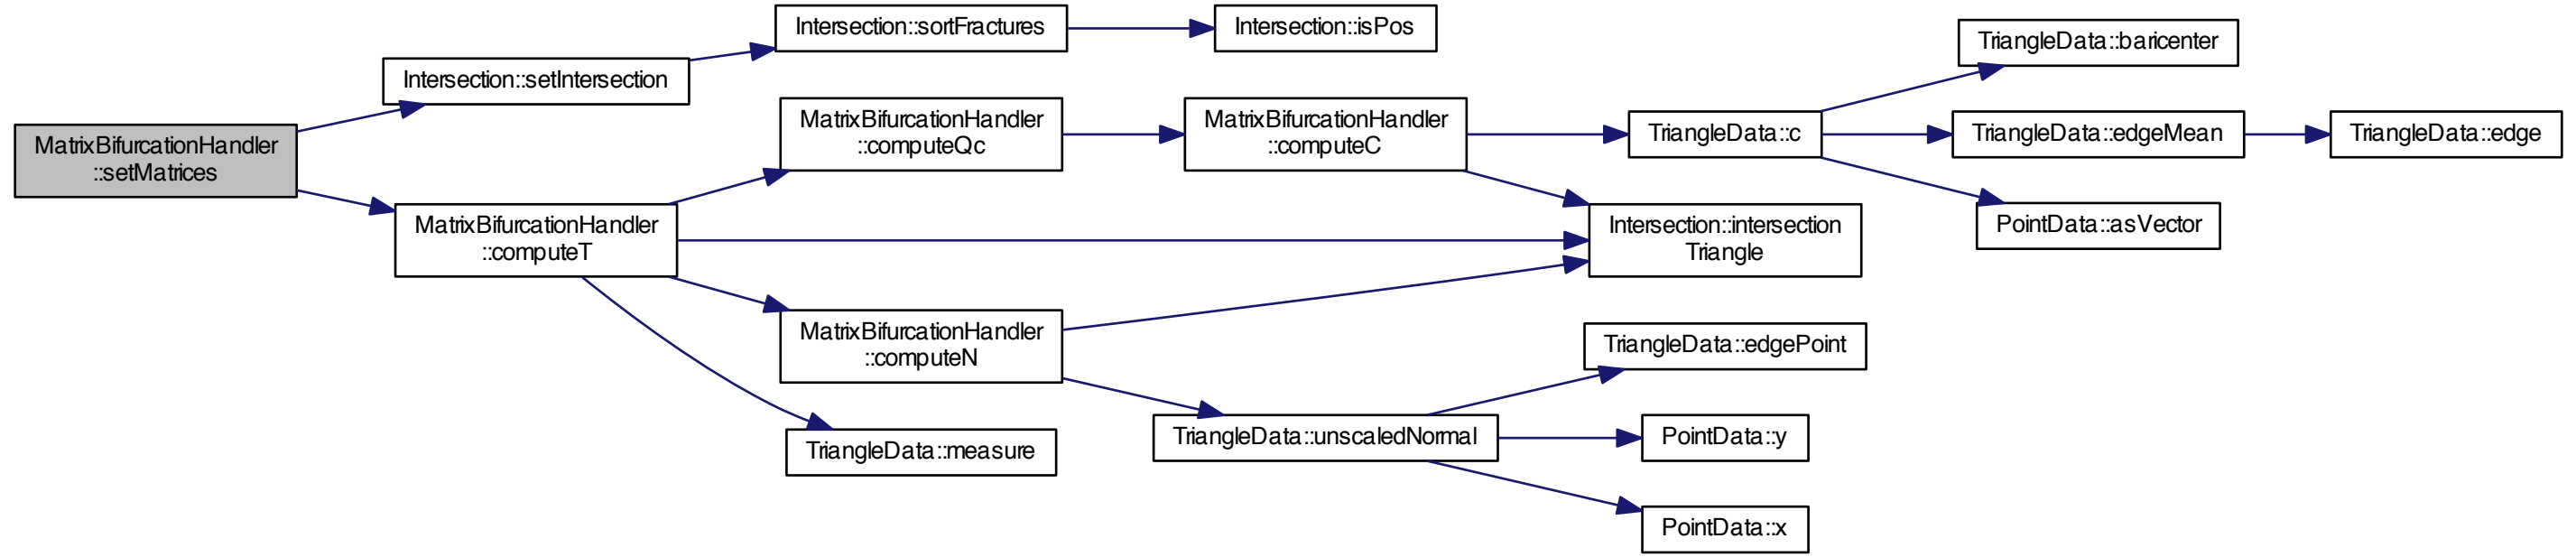 MatrixBifurcationHandler
::setMatrices
Intersection::setIntersection
Intersection::sortFractures
Intersection::isPos
MatrixBifurcationHandler
::computeT
MatrixBifurcationHandler
::computeQc
MatrixBifurcationHandler
::computeC
TriangleData::c
TriangleData::baricenter
TriangleData::edgeMean
TriangleData::edge
PointData::asVector
Intersection::intersection
Triangle
MatrixBifurcationHandler
::computeN
TriangleData::unscaledNormal
TriangleData::edgePoint
PointData::y
PointData::x
TriangleData::measure